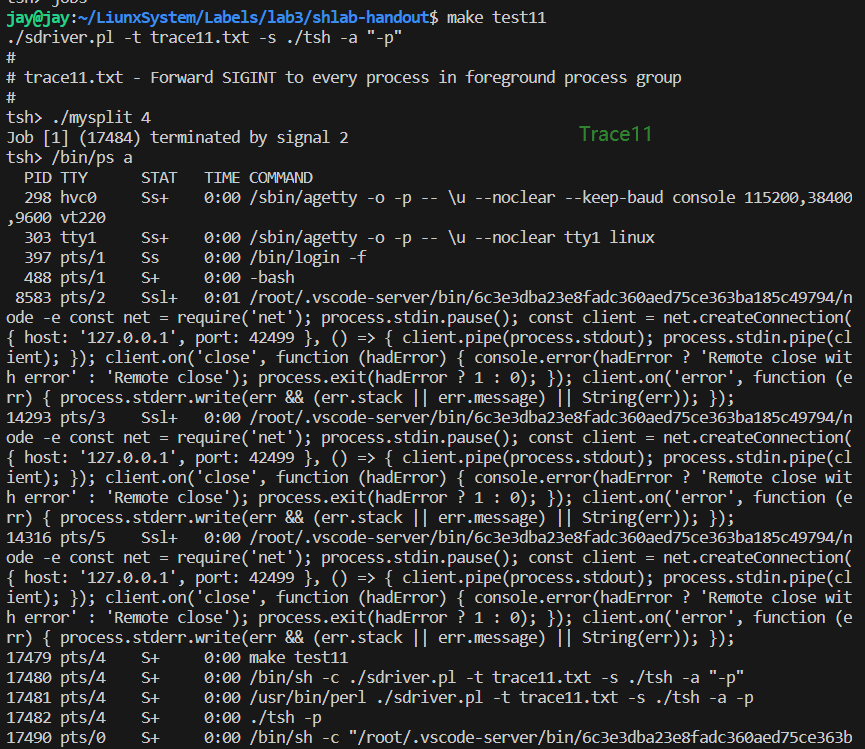 tsh> jobs
jay@jay:~/LiunxSystem/Labels/lab3/shlab-handout$ make test11
./sdriver.pl -t trace11.txt -s ./tsh -a "-p"
#
# trace11.txt - Forward SIGINT to every process in foreground process group
#
tsh> ./mysplit 4
Job [1] (17484) terminated by signal 2
Trace11
tsh> /bin/ps a
PID TTY STAT TIME COMMAND
298 hvc0 Ss+ 0:00 /sbin/agetty -o -p -- \u --noclear --keep-baud console 115200,38400
,9600 vt220
303 tty1 Ss+ 0:00 /sbin/agetty -o -p -- \u --noclear tty1 linux
397 pts/1 Ss 0:00 /bin/login -f
488 pts/1 S+ 0:00 -bash
8583 pts/2 Ssl+ 0:01 /root/.vscode-server/bin/6c3e3dba23e8fadc360aed75ce363ba185c49794/n
ode -e const net = require('net'); process.stdin.pause(); const client = net.createConnection(
{ host: '127.0.0.1', port: 42499 }, () => { client.pipe(process.stdout); process.stdin.pipe(cl
ient); }); client.on('close', function (hadError) { console.error(hadError ? 'Remote close wit
h error' : 'Remote close'); process.exit(hadError ? 1 : 0); }); client.on('error', function (e
rr) { process.stderr.write(err && (err.stack || err.message) || String(err)); });
14293 pts/3 Ssl+ 0:00 /root/.vscode-server/bin/6c3e3dba23e8fadc360aed75ce363ba185c49794/n
ode -e const net = require('net'); process.stdin.pause(); const client = net.createConnection(
{ host: '127.0.0.1', port: 42499 }, () => { client.pipe(process.stdout); process.stdin.pipe(cl
ient); }); client.on('close', function (hadError) { console.error(hadError ? 'Remote close wit
h error' : 'Remote close'); process.exit(hadError ? 1 : 0); }); client.on('error', function (e
rr) { process.stderr.write(err && (err.stack || err.message) || String(err)); });
14316 pts/5 Ssl+ 0:00 /root/.vscode-server/bin/6c3e3dba23e8fadc360aed75ce363ba185c49794/n
ode -e const net = require('net'); process.stdin.pause(); const client = net.createConnection(
{ host: '127.0.0.1', port: 42499 }, () => { client.pipe(process.stdout); process.stdin.pipe(cl
ient); }); client.on('close', function (hadError) { console.error(hadError ? 'Remote close wit
h error' : 'Remote close'); process.exit(hadError ? 1 : 0); }); client.on('error', function (e
rr) { process.stderr.write(err && (err.stack || err.message) || String(err)); });
17479 pts/4 S+ 0:00 make test11
17480 pts/4 S+ 0:00 /bin/sh -c ./sdriver.pl -t trace11.txt -s ./tsh -a "-p"
17481 pts/4 S+ 0:00 /usr/bin/perl ./sdriver.pl -t trace11.txt -s ./tsh -a -p
17482 pts/4 S+ 0:00 ./tsh -p
17490 pts/0 S+ 0:00 /bin/sh -c "/root/.vscode-server/bin/6c3e3dba23e8fadc360aed75ce363b